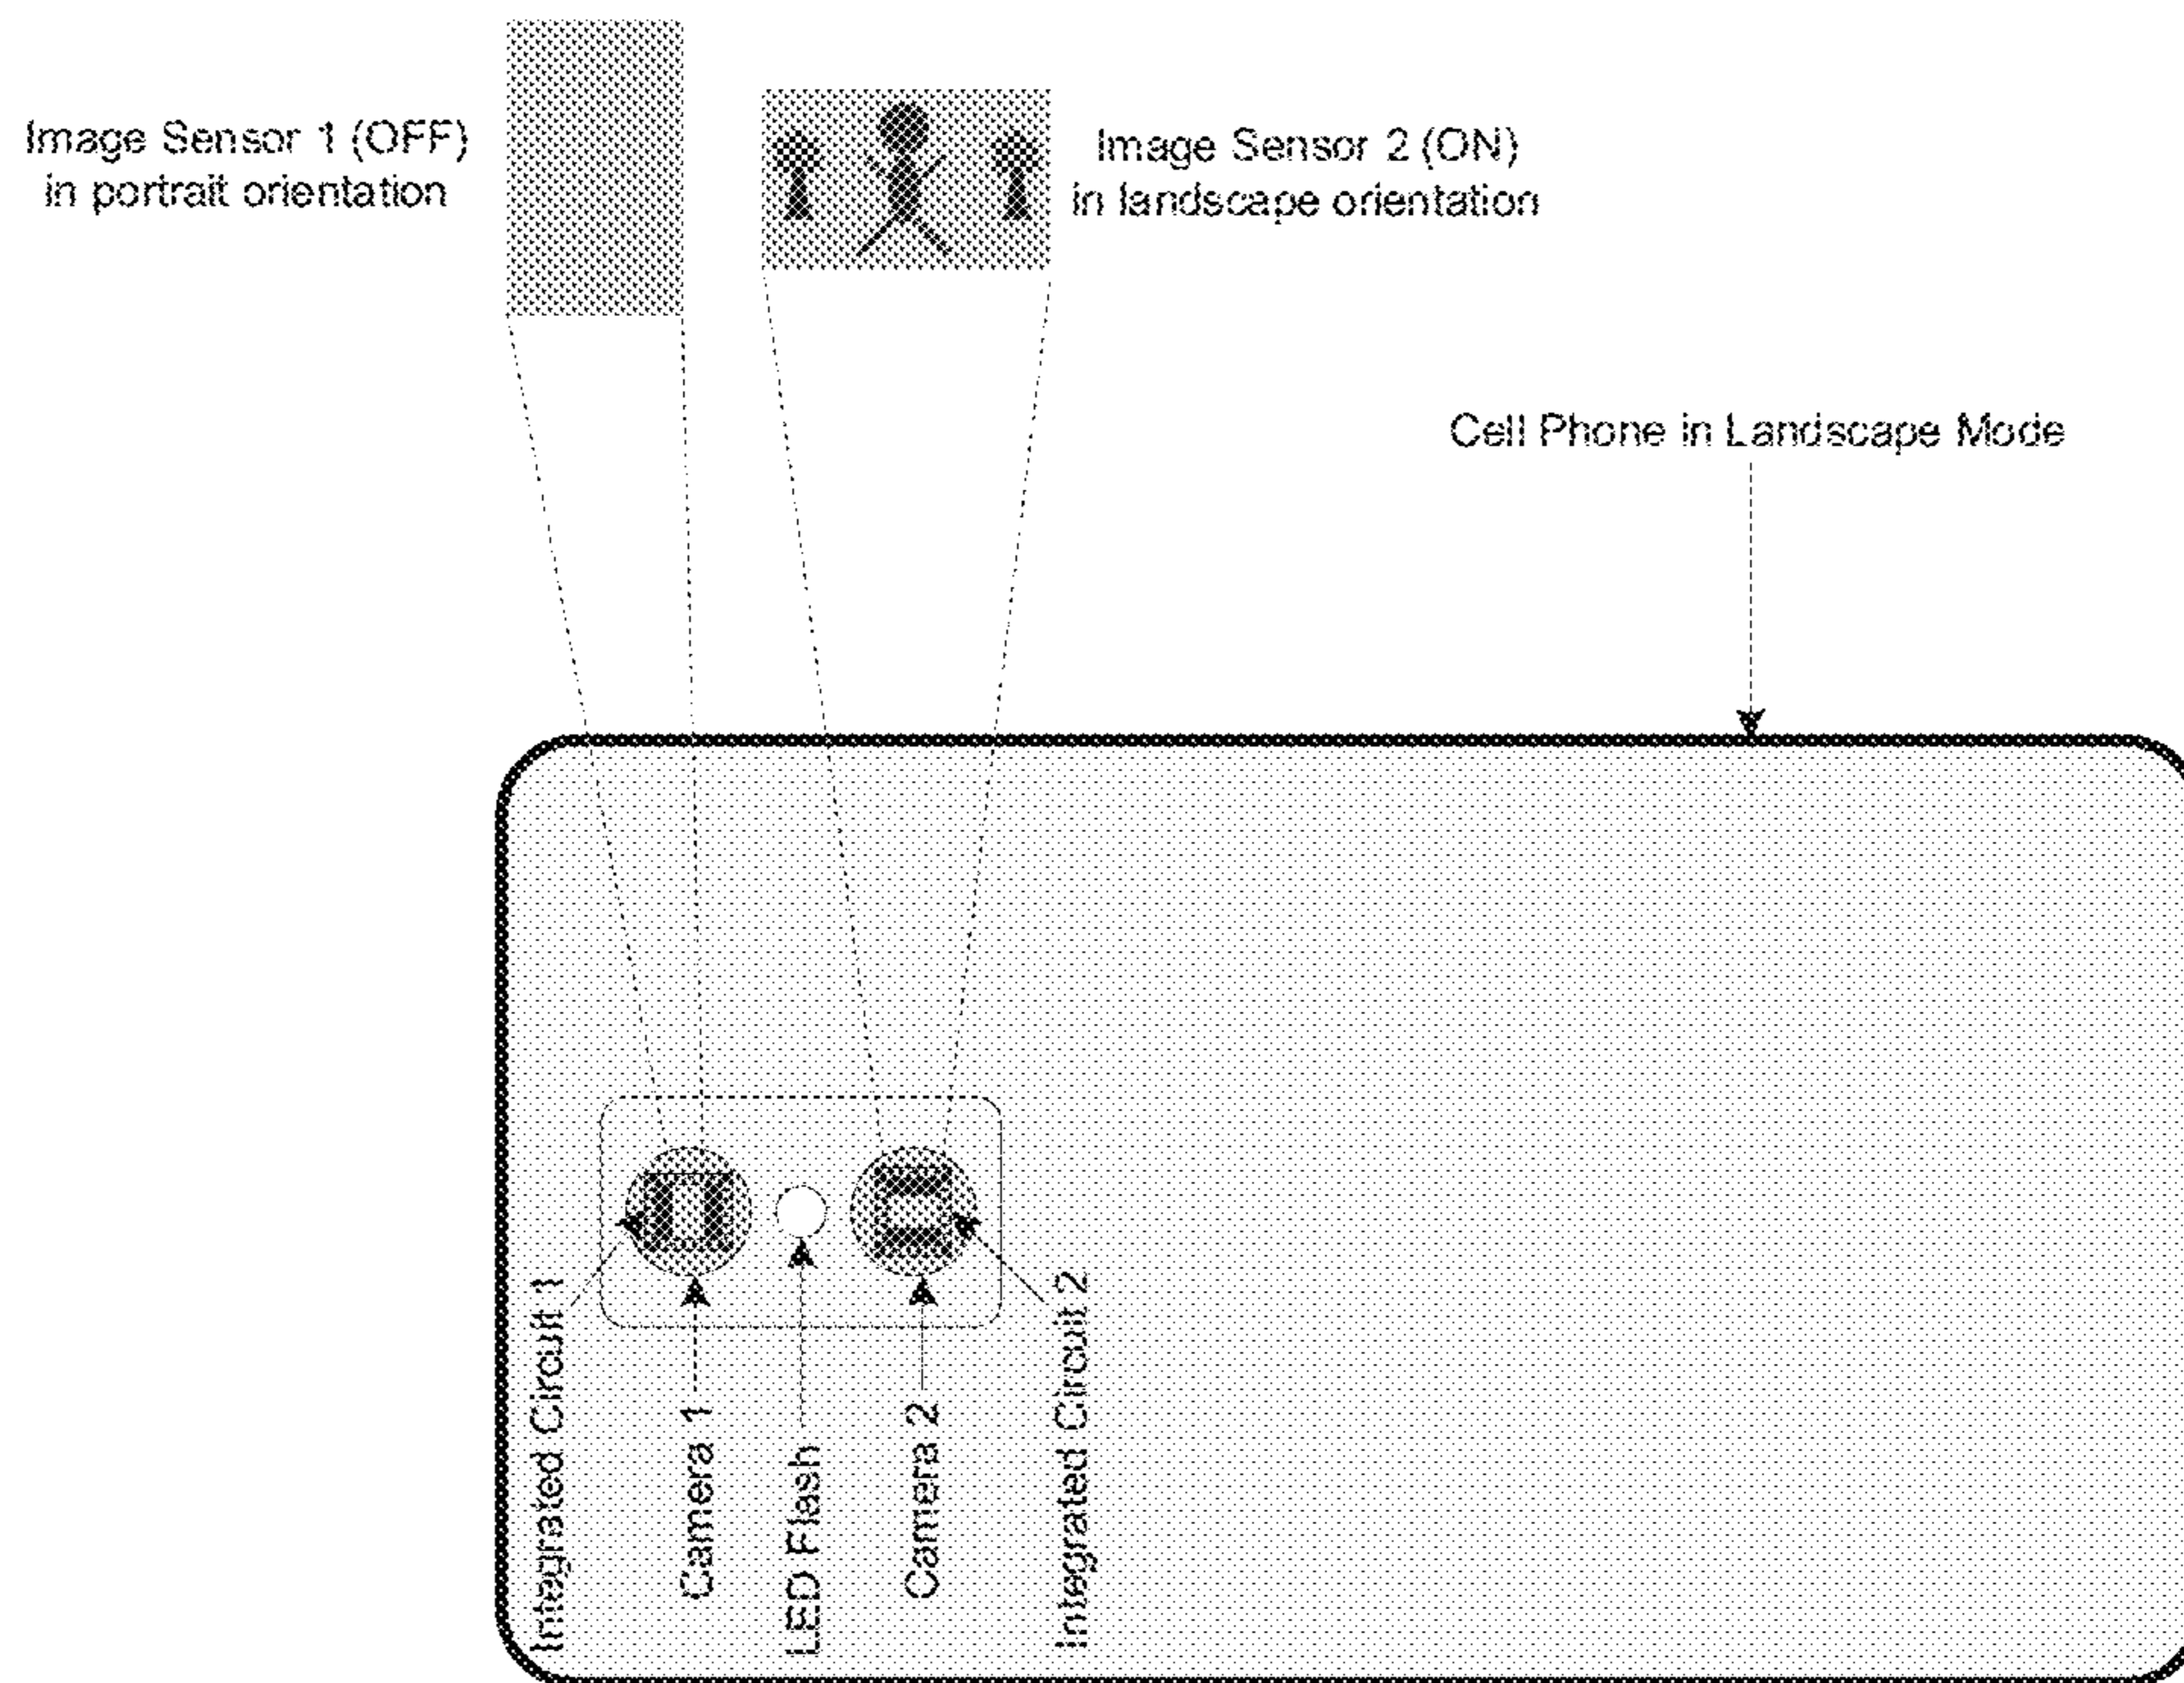 Image Sensor 1 (OFF)
in portrait orientation
Image Sensor 2 (ON)
in landscape orientation
Cell Phone in Landscape Mode
Integrated Circuit 1
Camera 1
LED Flash
Camera 2
Integrated Circuit 2